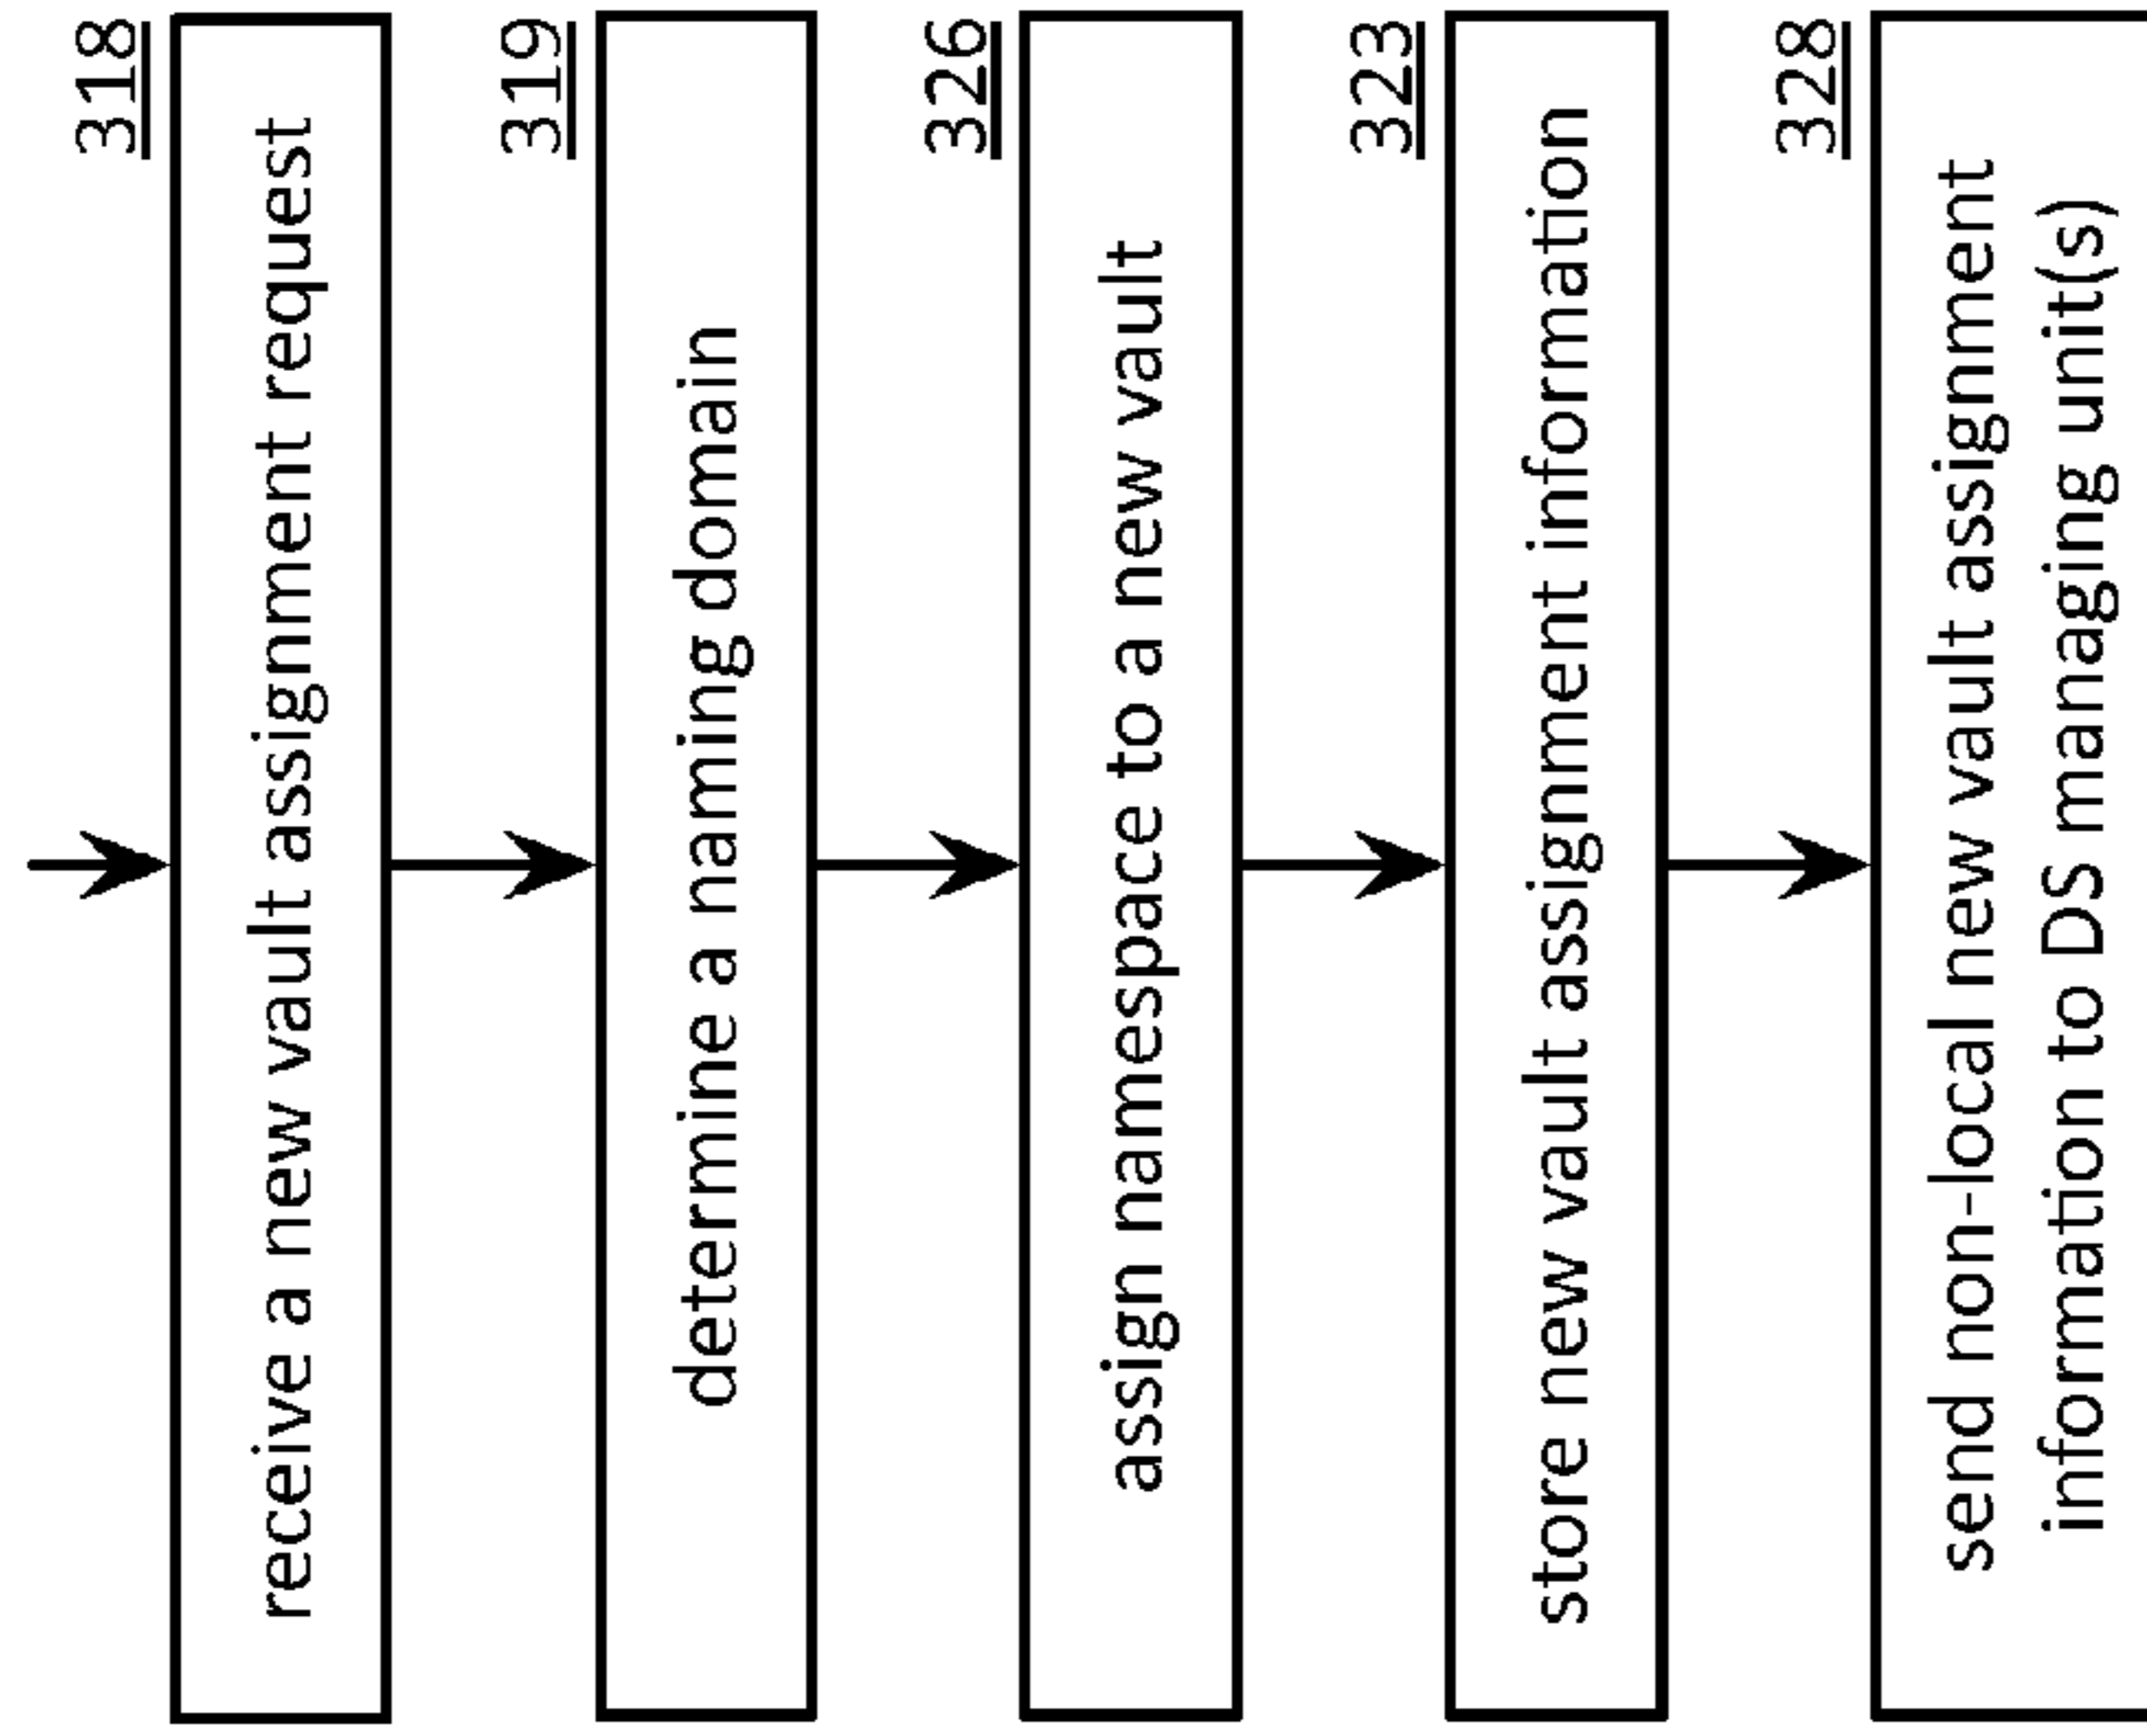 318
receive a new vault assignment request
319
determine a naming domain
326
assign namespace to a new vault
323
store new vault assignment information
328
send non-local new vault assignment
information to DS managing unit(s)